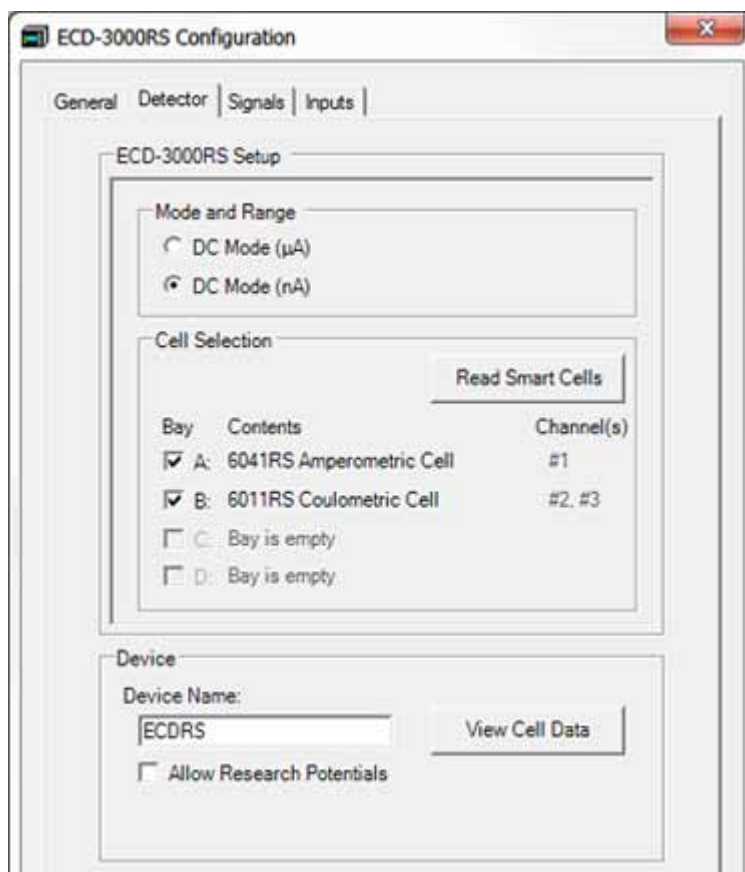 ECD-3000RS Configuration
General Detector Signals Inputs
ECD-3000RS Setup
Mode and Range
DC Mode (µA)
DC Mode (nA)
Cell Selection
Read Smart Cells
Bay Contents Channel(s)
A: 6041RS Amperometric Cell #1
B: 6011RS Coulometric Cell #2, #3
C: Bay is empty
D: Bay is empty
Device
Device Name:
ECDRS
View Cell Data
Allow Research Potentials